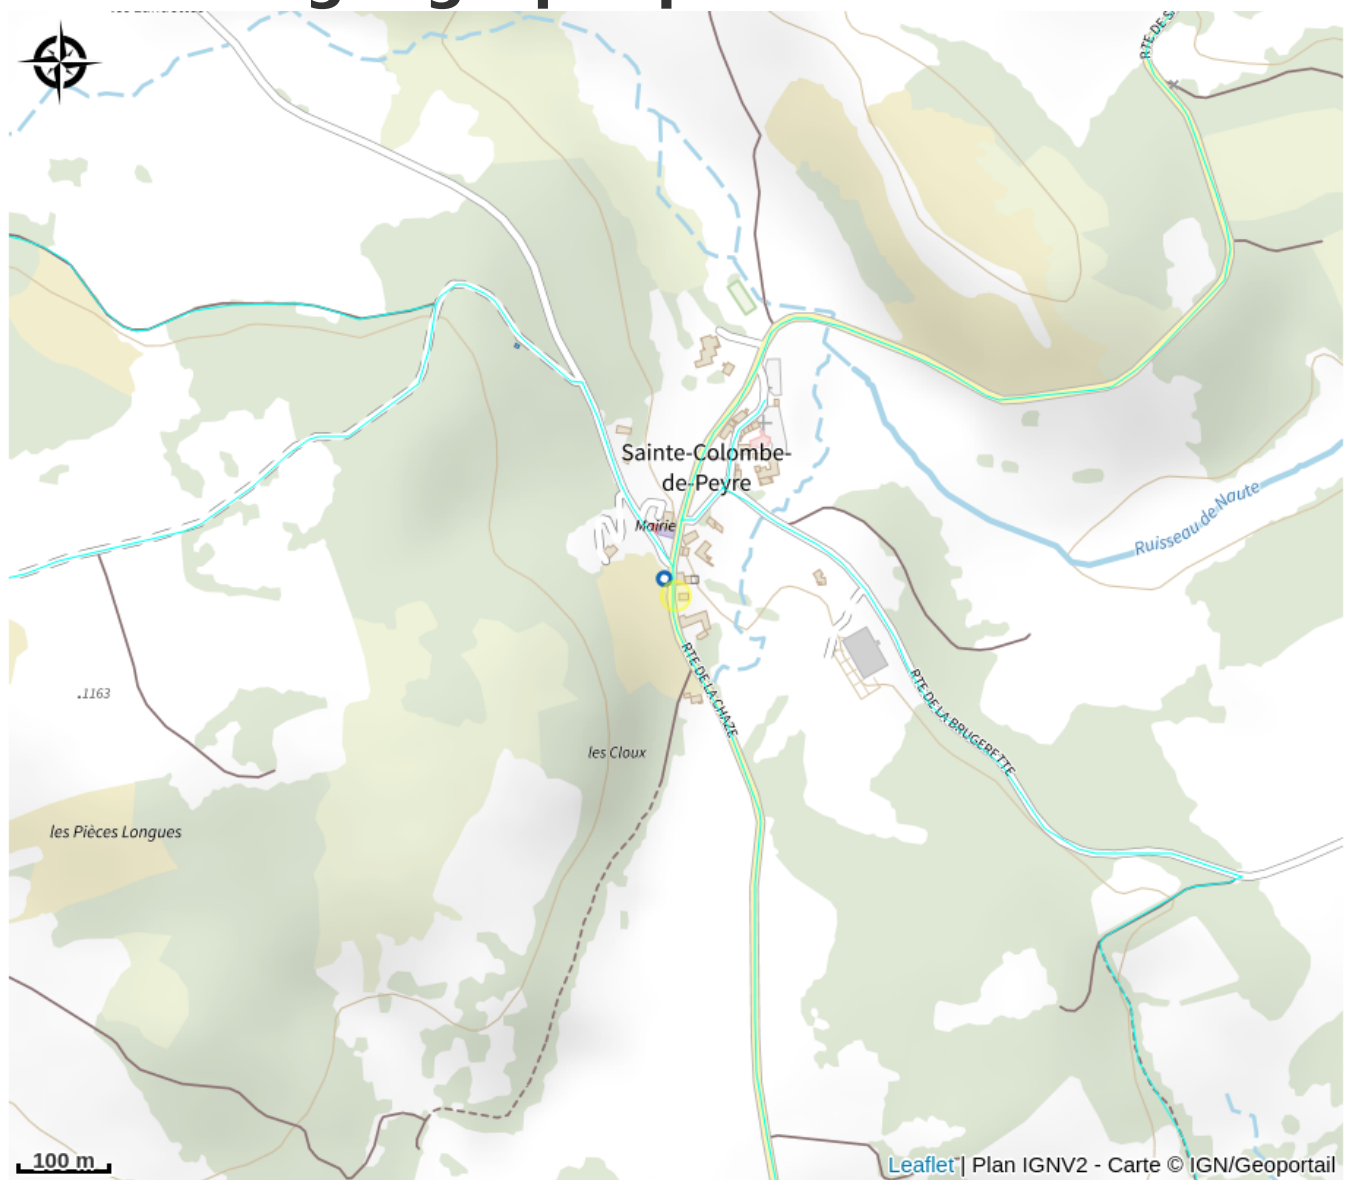 RTE DE S
Sainte-Colombe-
de-Peyre
Mairie
Ruisseau de Naute
RTE DE LA CHAZE
RTE DE LA BRUGERETTE
.1163
les Cloux
les Pièces Longues
100 m
Leaflet | Plan IGNV2 - Carte © IGN/Geoportail